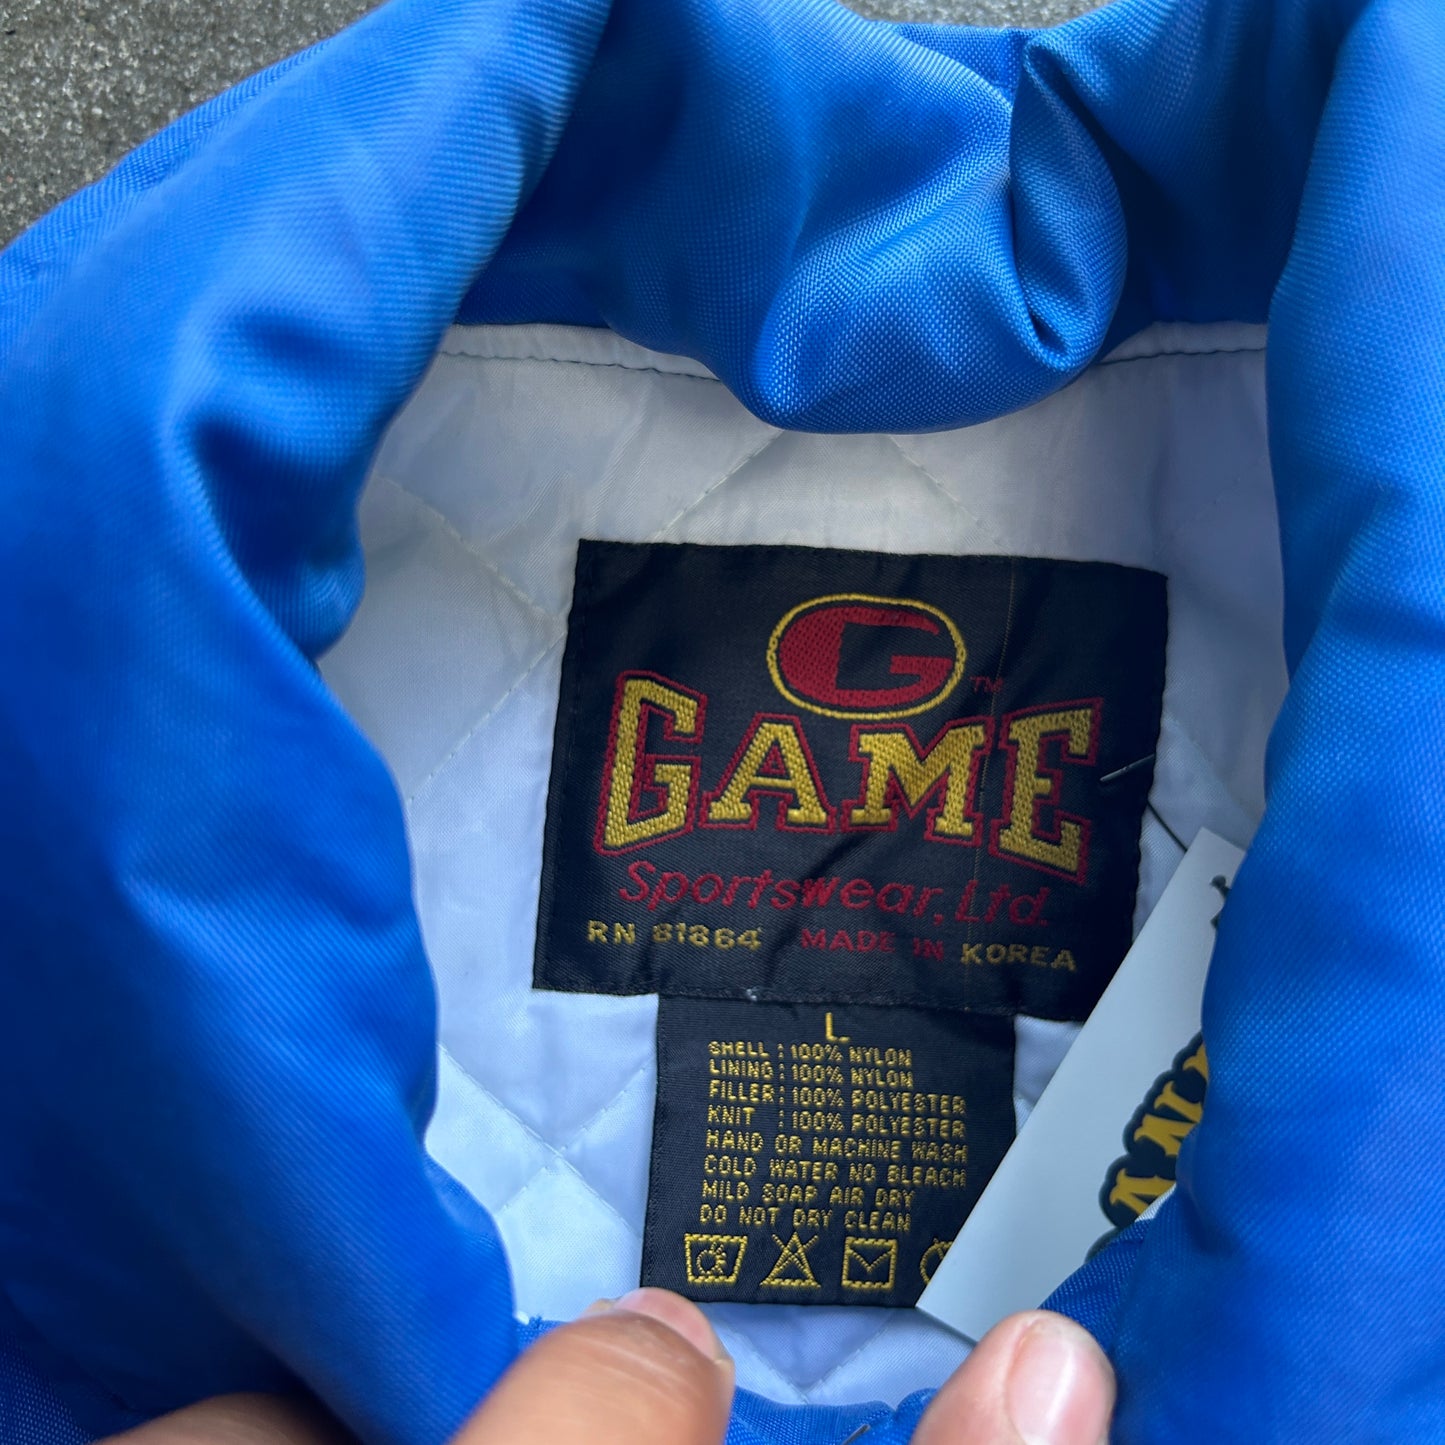 G
TM
GAME
Sportswear, Ltd.
RN 81864 MADE IN KOREA
L
SHELL : 100% NYLON
LINING : 100% NYLON
FILLER : 100% POLYESTER
KNIT : 100% POLYESTER
HAND OR MACHINE WASH
COLD WATER NO BLEACH
MILD SOAP AIR DRY
DO NOT DRY CLEAN